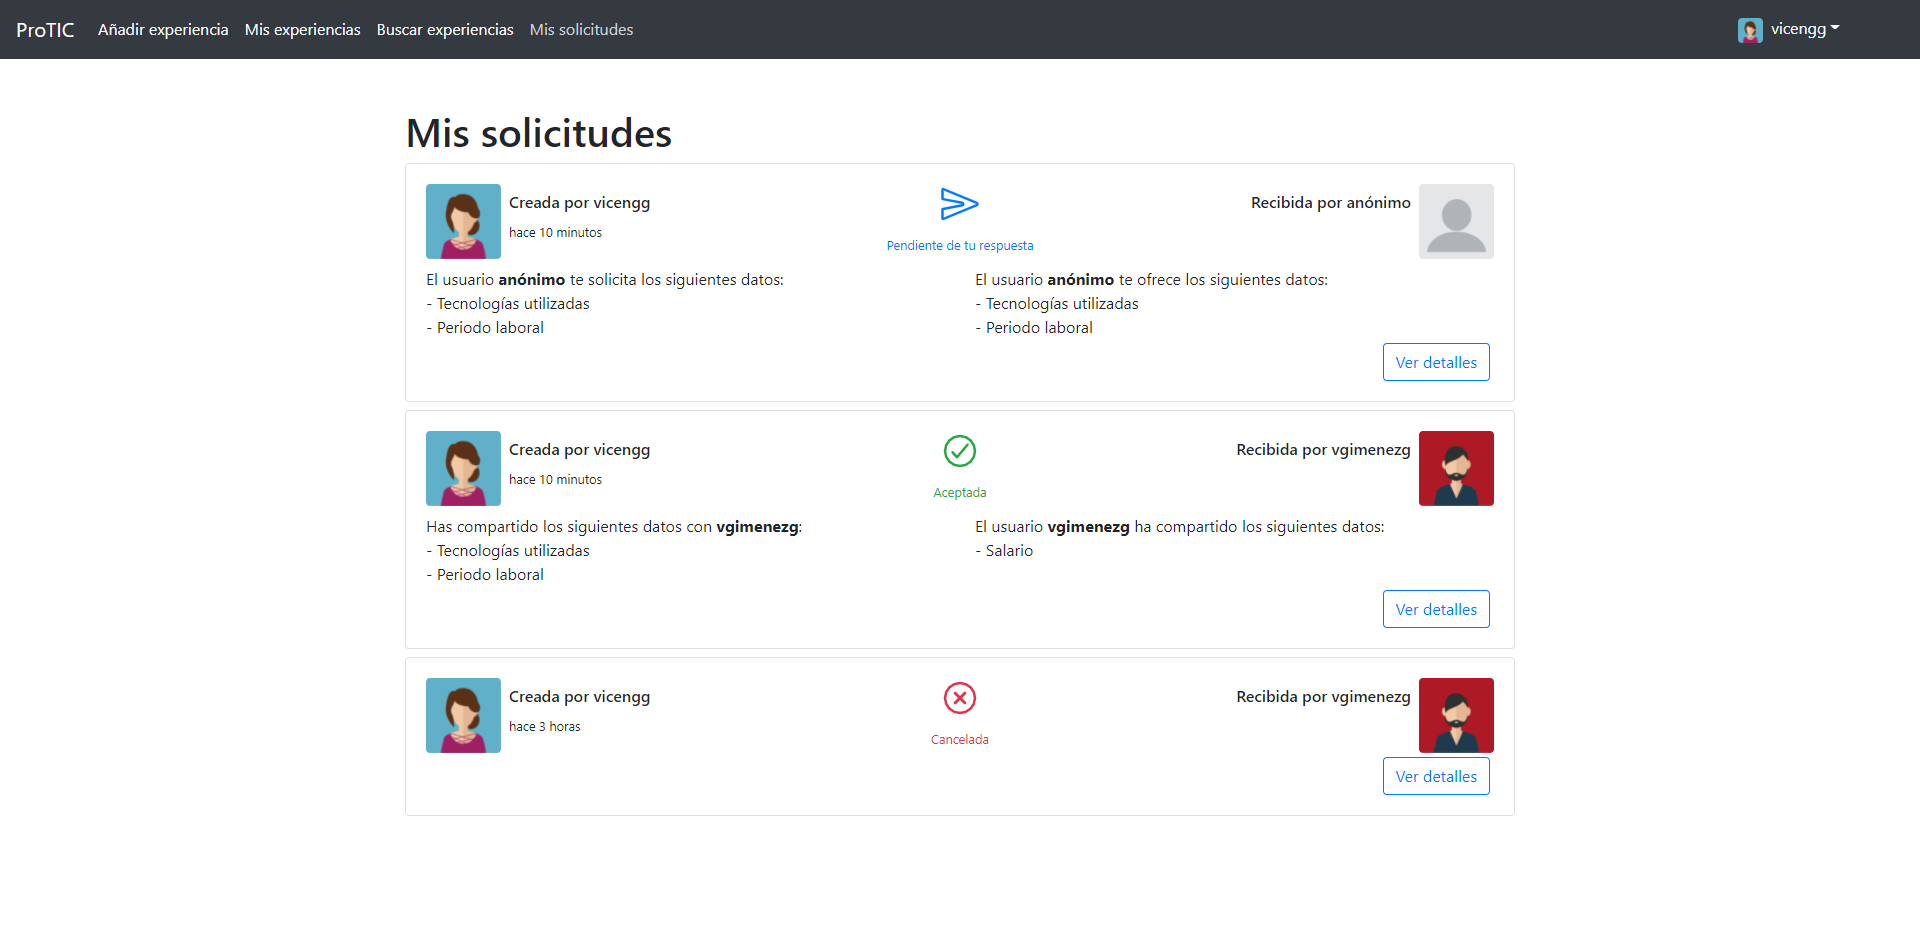 ProTIC Añadir experiencia Mis experiencias Buscar experiencias Mis solicitudes vicengg
Mis solicitudes
Creada por vicengg
hace 10 minutos
Pendiente de tu respuesta
Recibida por anónimo
El usuario anónimo te solicita los siguientes datos:
- Tecnologías utilizadas
- Periodo laboral
El usuario anónimo te ofrece los siguientes datos:
- Tecnologías utilizadas
- Periodo laboral
Ver detalles
Creada por vicengg
hace 10 minutos
Aceptada
Recibida por vgimenezg
Has compartido los siguientes datos con vgimenezg:
- Tecnologías utilizadas
- Periodo laboral
El usuario vgimenezg ha compartido los siguientes datos:
- Salario
Ver detalles
Creada por vicengg
hace 3 horas
Cancelada
Recibida por vgimenezg
Ver detalles